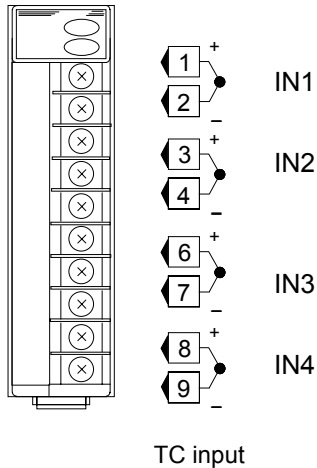 1 +
IN1
2 −
3 +
IN2
4 −
6 +
IN3
7 −
8 +
IN4
9 −
TC input